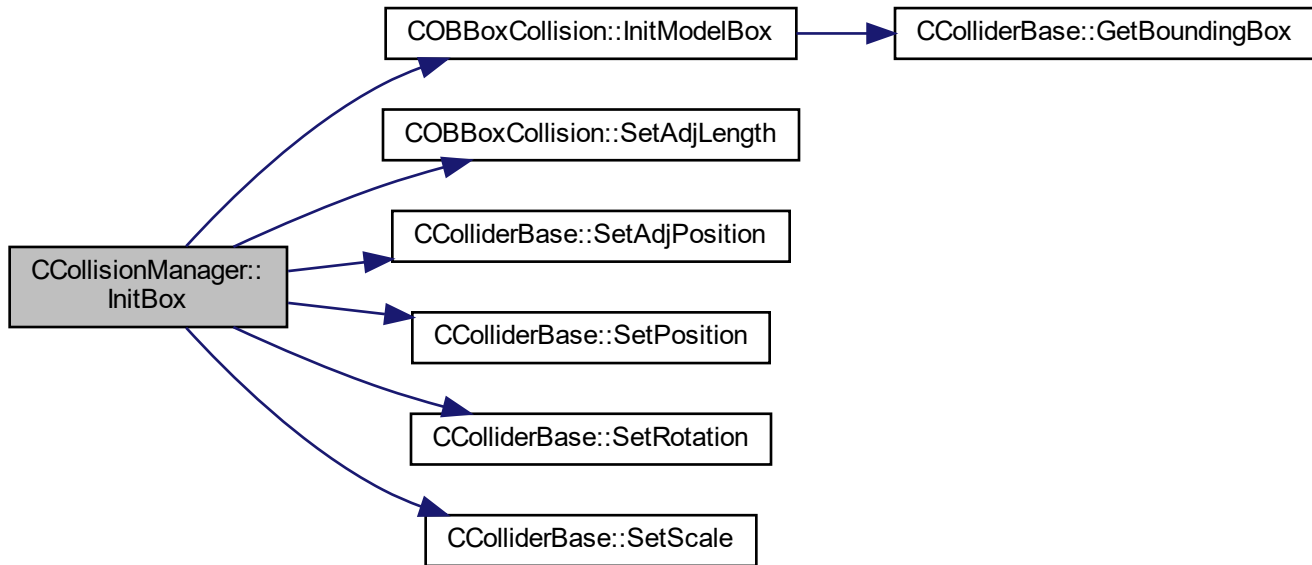 COBBoxCollision::InitModelBox
CColliderBase::GetBoundingBox
COBBoxCollision::SetAdjLength
CColliderBase::SetAdjPosition
CCollisionManager::
InitBox
CColliderBase::SetPosition
CColliderBase::SetRotation
CColliderBase::SetScale